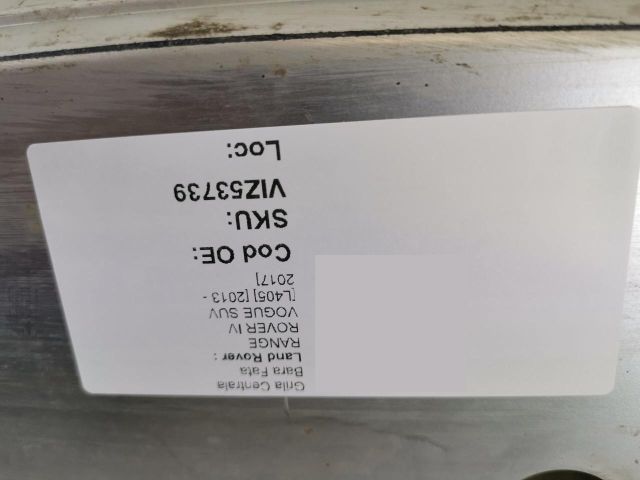 Grila Centrala
Bara Fata
Land Rover :
RANGE
ROVER IV
VOGUE SUV
[L405] [2013 -
2017]
Cod OE:
SKU:
VIZ53739
Loc: